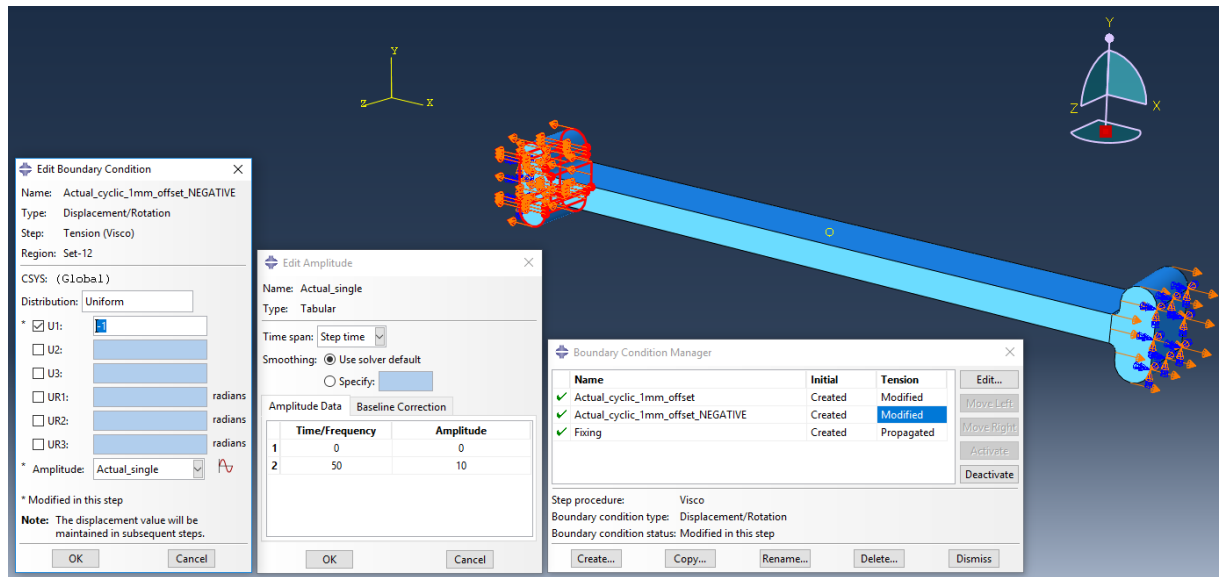 Y
Z
X
Y
Z
X
Edit Boundary Condition
Name: Actual_cyclic_1mm_offset_NEGATIVE
Type: Displacement/Rotation
Step: Tension (Visco)
Region: Set-12
CSYS: (Global)
Distribution: Uniform
* U1: -1
U2:
U3:
UR1: radians
UR2: radians
UR3: radians
* Amplitude: Actual_single
* Modified in this step
Note: The displacement value will be
maintained in subsequent steps.
OK Cancel
Edit Amplitude
Name: Actual_single
Type: Tabular
Time span: Step time
Smoothing: Use solver default
Specify:
Amplitude Data Baseline Correction
Time/Frequency Amplitude
1 0 0
2 50 10
OK Cancel
Boundary Condition Manager
Name Initial Tension Edit...
Actual_cyclic_1mm_offset Created Modified Move Left
Actual_cyclic_1mm_offset_NEGATIVE Created Modified Move Right
Fixing Created Propagated Activate
Deactivate
Step procedure: Visco
Boundary condition type: Displacement/Rotation
Boundary condition status: Modified in this step
Create... Copy... Rename... Delete... Dismiss